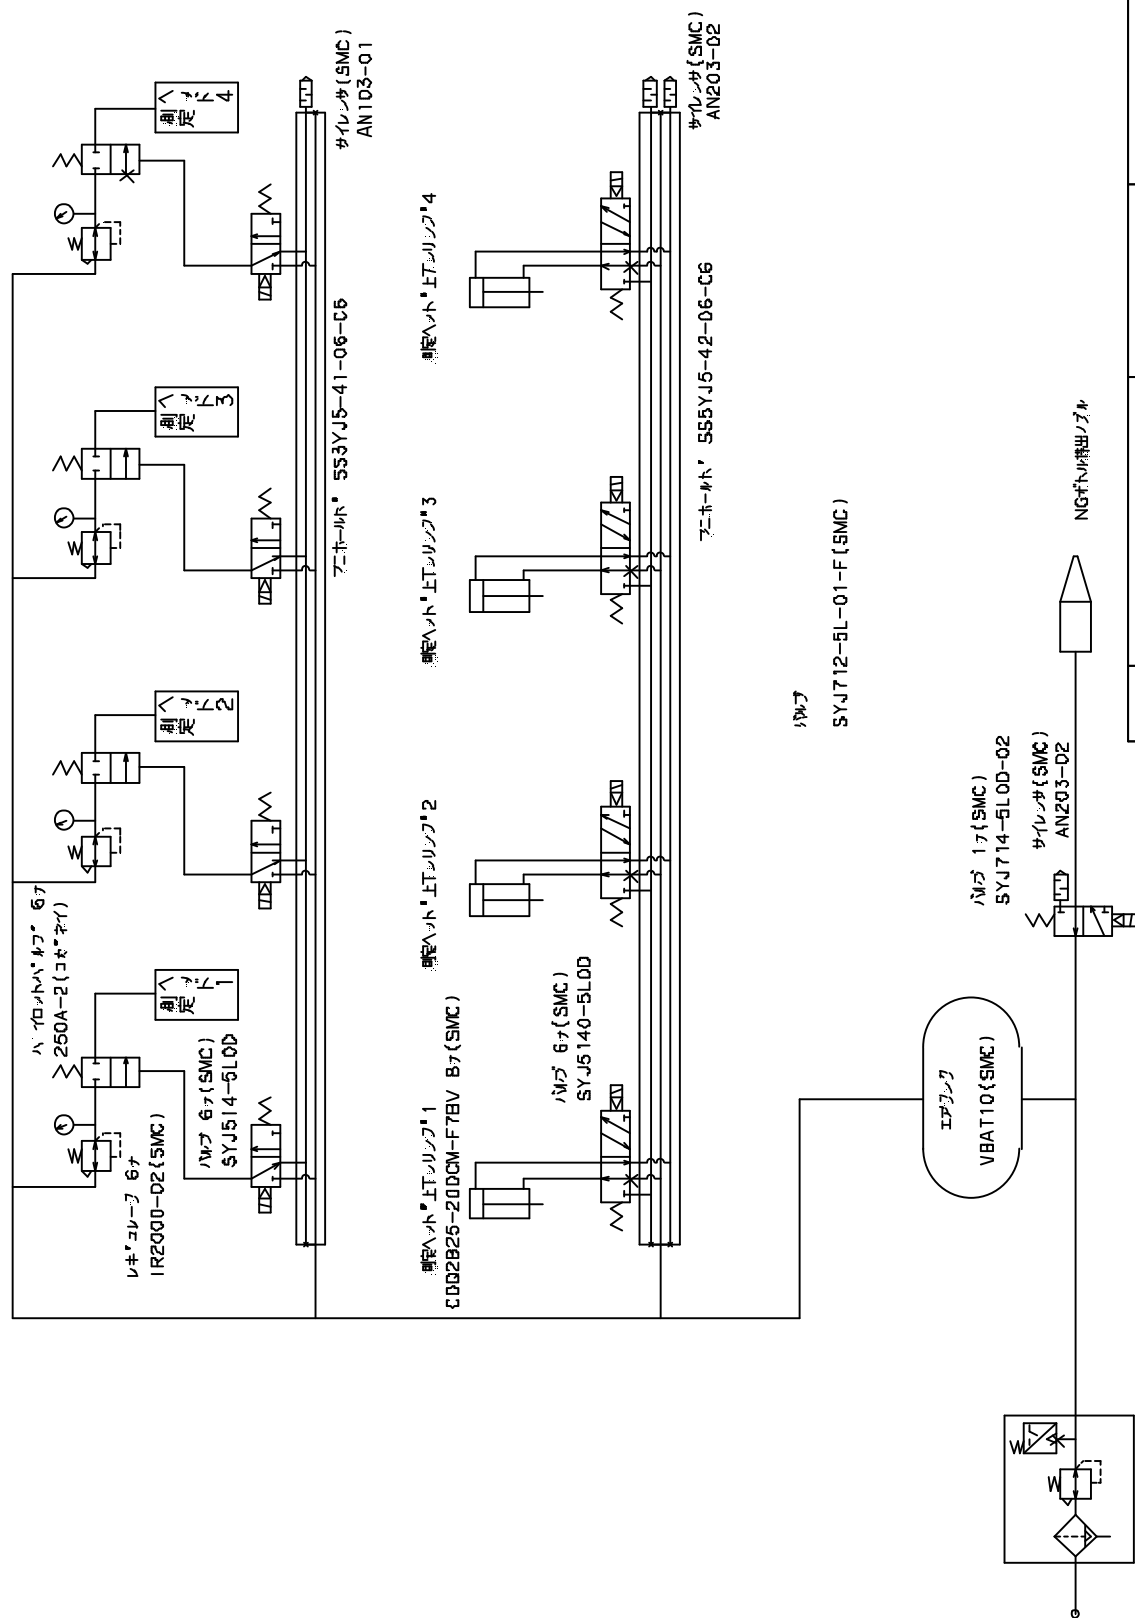 パイロットバルブ 6ケ
250A-2(コガネイ)
レギュレータ 6ケ
IR2000-02(SMC)
バルブ 6ケ(SMC)
SYJ514-5LOD
測定
ヘッド1
測定
ヘッド2
測定
ヘッド3
測定
ヘッド4
マニホールド SS3YJ5-41-06-C6
サイレンサ(SMC)
AN103-01
測定ヘッド上下シリンダ1
CDQ2B25-20DCM-F7BV
測定ヘッド上下シリンダ2
測定ヘッド上下シリンダ3
測定ヘッド上下シリンダ4
バルブ 6ケ(SMC)
SYJ5140-5LOD
マニホールド SS5YJ5-42-06-C6
サイレンサ(SMC)
AN203-02
バルブ
SYJ712-5L-01-F(SMC)
エアタンク
VBAT10(SMC)
バルブ 1ケ(SMC)
SYJ714-5LOD-02
サイレンサ(SMC)
AN203-02
NGボトル排出ノズル